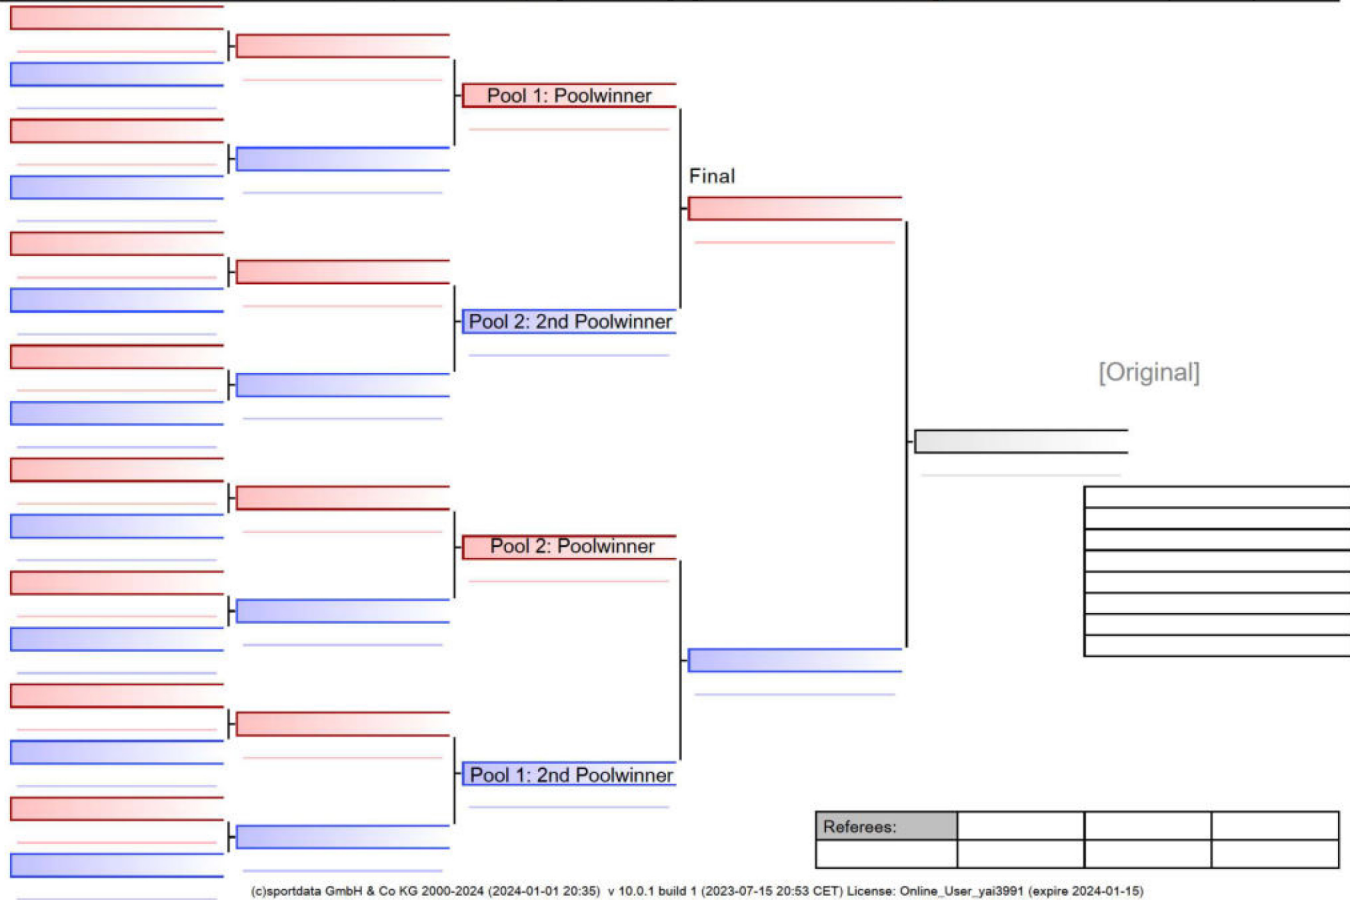 Pool 1: Poolwinner
Final
Pool 2: 2nd Poolwinner
[Original]
Pool 2: Poolwinner
Pool 1: 2nd Poolwinner
Referees:
(c)sportdata GmbH & Co KG 2000-2024 (2024-01-01 20:35) v 10.0.1 build 1 (2023-07-15 20:53 CET) License: Online_User_yai3991 (expire 2024-01-15)